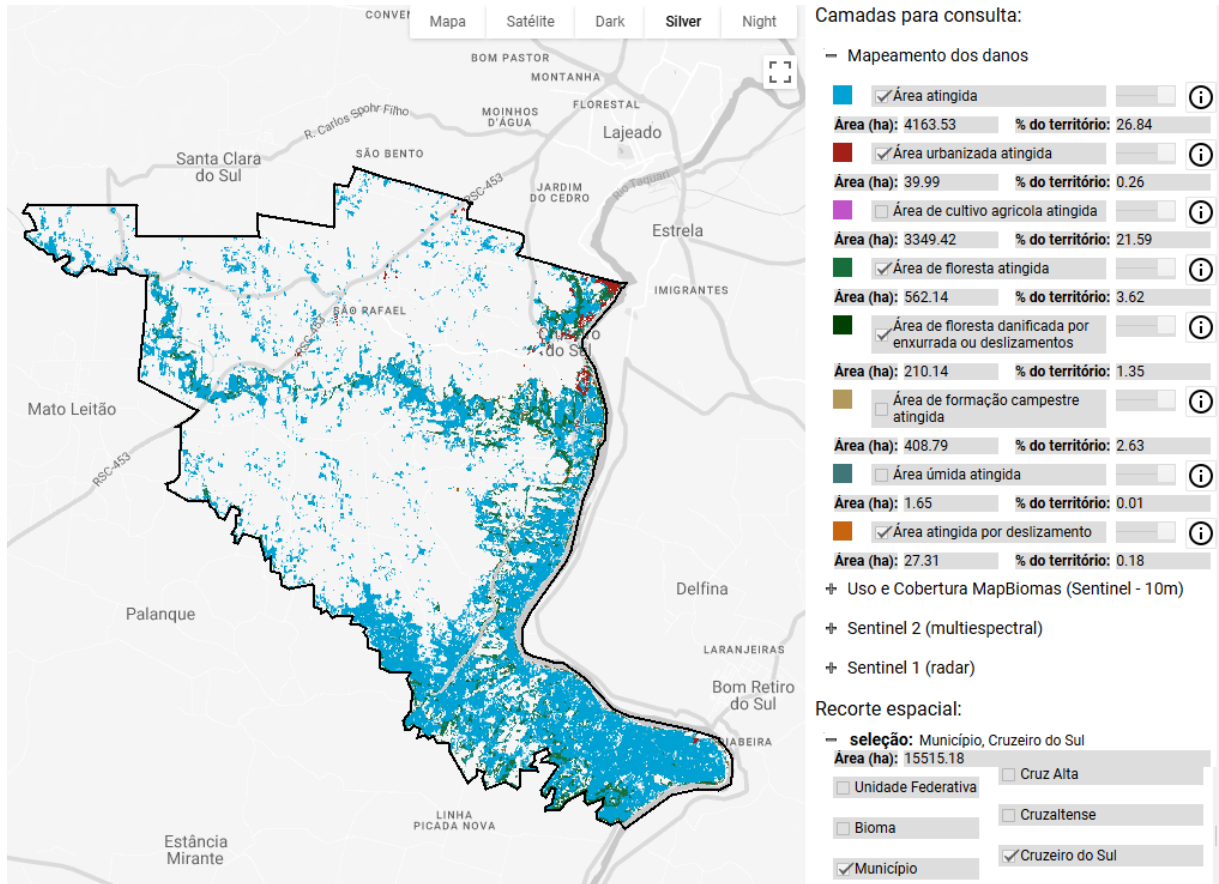 Mapa Satélite Dark Silver Night
BOM PASTOR
MONTANHA
FLORESTAL
MOINHOS
D'ÁGUA
R. Carlos Spohr Filho
Lajeado
SÃO BENTO
Santa Clara
do Sul
RSC-453
JARDIM
DO CEDRO
Rio Taquari
Estrela
IMIGRANTES
SÃO RAFAEL
RSC-453
do Sul
Mato Leitão
RSC-453
Delfina
Palanque
LARANJEIRAS
Bom Retiro
do Sul
LINHA
PICADA NOVA
Estância
Mirante
Camadas para consulta:
Mapeamento dos danos
Área atingida
Área (ha): 4163.53 % do território: 26.84
Área urbanizada atingida
Área (ha): 39.99 % do território: 0.26
Área de cultivo agricola atingida
Área (ha): 3349.42 % do território: 21.59
Área de floresta atingida
Área (ha): 562.14 % do território: 3.62
Área de floresta danificada por
enxurrada ou deslizamentos
Área (ha): 210.14 % do território: 1.35
Área de formação campestre
atingida
Área (ha): 408.79 % do território: 2.63
Área úmida atingida
Área (ha): 1.65 % do território: 0.01
Área atingida por deslizamento
Área (ha): 27.31 % do território: 0.18
Uso e Cobertura MapBiomas (Sentinel - 10m)
Sentinel 2 (multiespectral)
Sentinel 1 (radar)
Recorte espacial:
seleção: Município, Cruzeiro do Sul
Área (ha): 15515.18
Cruz Alta
Unidade Federativa
Cruzaltense
Bioma
Cruzeiro do Sul
Município